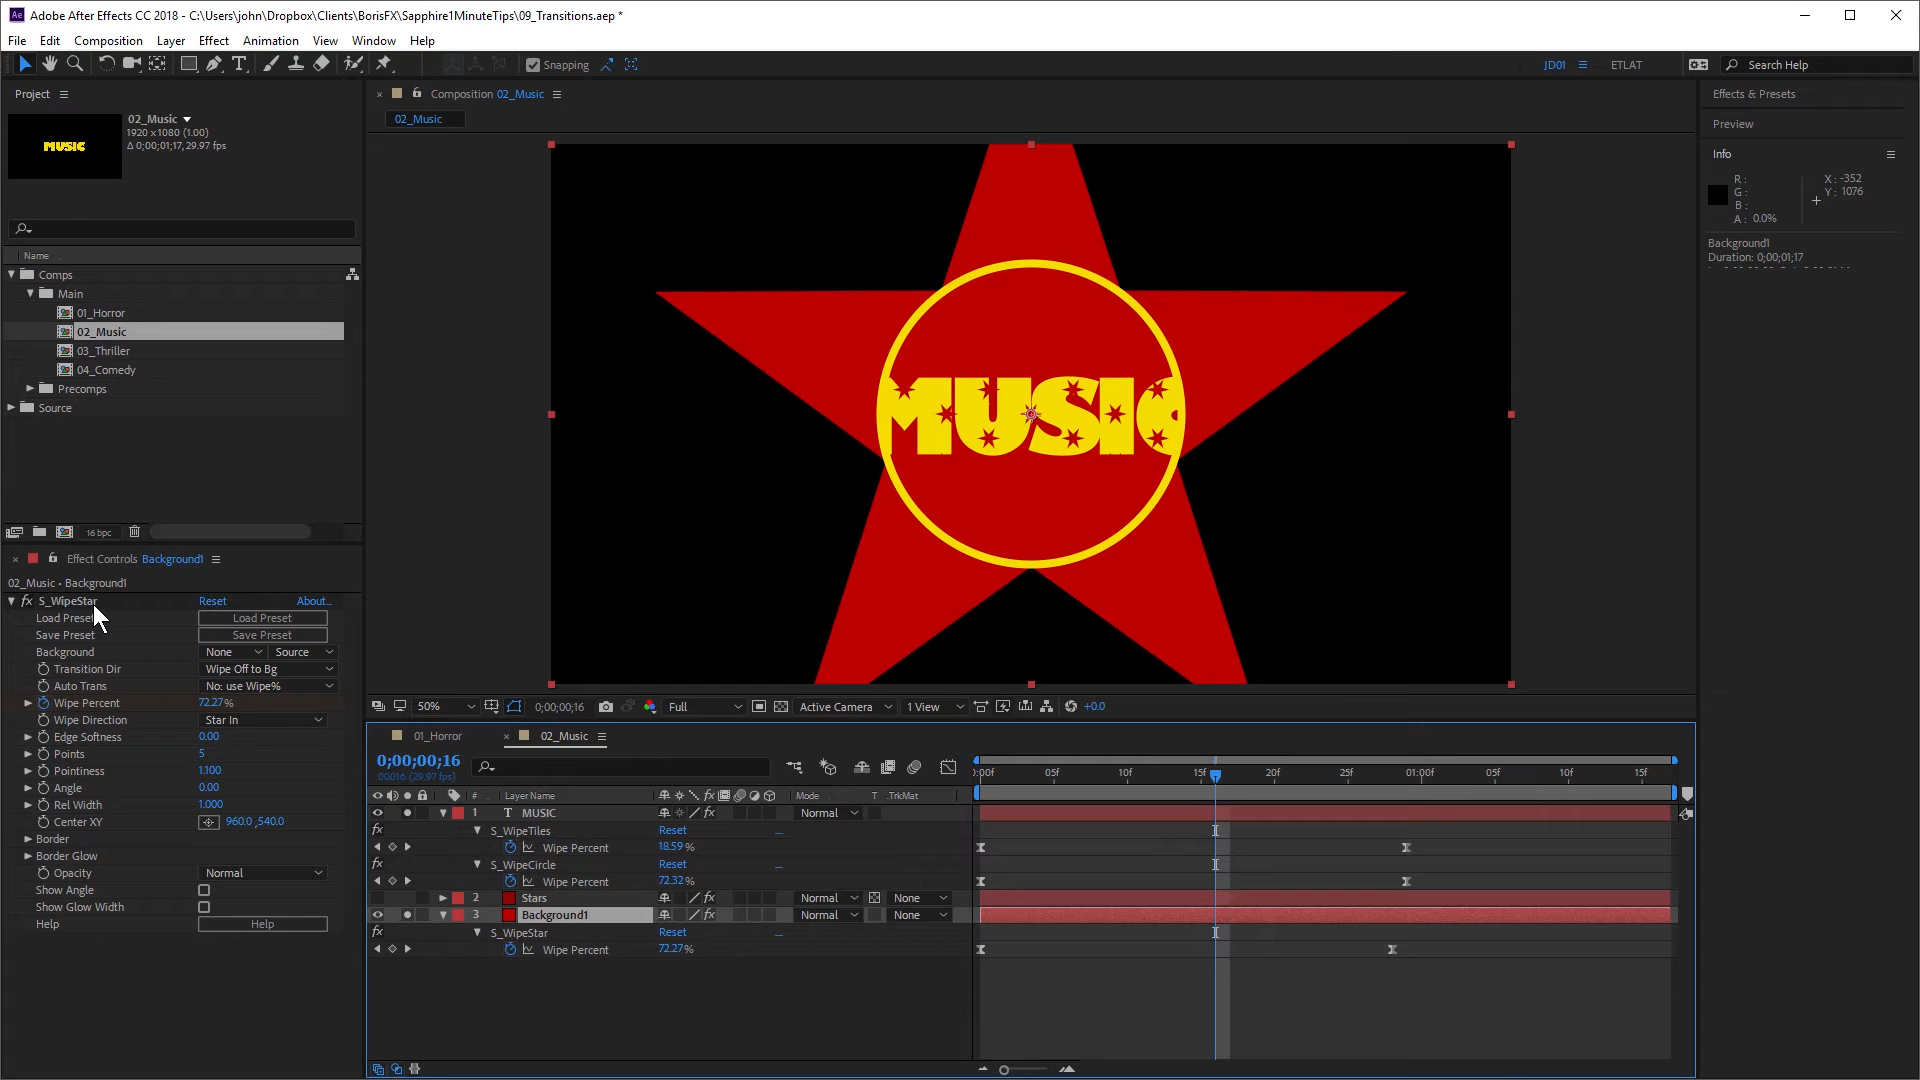 Ae Adobe After Effects CC 2018 - C:\Users\john\Dropbox\Clients\BorisFX\Sapphire1MinuteTips\09_Transitions.aep *
File Edit Composition Layer Effect Animation View Window Help
Snapping
JD01
ETLAT
Search Help
Project
02_Music
1920 x 1080 (1.00)
Δ 0;00;01;17, 29.97 fps
MUSIC
Name
Comps
Main
01_Horror
02_Music
03_Thriller
04_Comedy
Precomps
Source
16 bpc
Composition 02_Music
02_Music
MUSIC
50%
0;00;00;16
Full
Active Camera
1 View
+0.0
Effects & Presets
Preview
Info
R :
G :
B :
A : 0.0%
X : -352
Y : 1076
Background1
Duration: 0;00;01;17
Effect Controls Background1
02_Music • Background1
fx S_WipeStar Reset About...
Load Preset Load Preset
Save Preset Save Preset
Background None Source
Transition Dir Wipe Off to Bg
Auto Trans No: use Wipe%
Wipe Percent 72.27%
Wipe Direction Star In
Edge Softness 0.00
Points 5
Pointiness 1.100
Angle 0.00
Rel Width 1.000
Center XY 960.0 ,540.0
Border
Border Glow
Opacity Normal
Show Angle
Show Glow Width
Help Help
01_Horror
02_Music
0;00;00;16
00016 (29.97 fps)
:00f 05f 10f 15f 20f 25f 01:00f 05f 10f 15f
# Layer Name fx Mode T .TrkMat
1 T MUSIC fx Normal
fx S_WipeTiles Reset
Wipe Percent 18.59 %
fx S_WipeCircle Reset
Wipe Percent 72.32 %
2 Stars Normal None
3 Background1 fx Normal None
fx S_WipeStar Reset
Wipe Percent 72.27 %